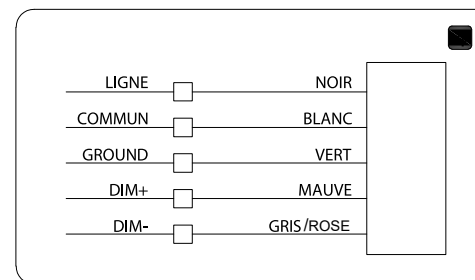 LIGNE NOIR
COMMUN BLANC
GROUND VERT
DIM+ MAUVE
DIM- GRIS/ROSE